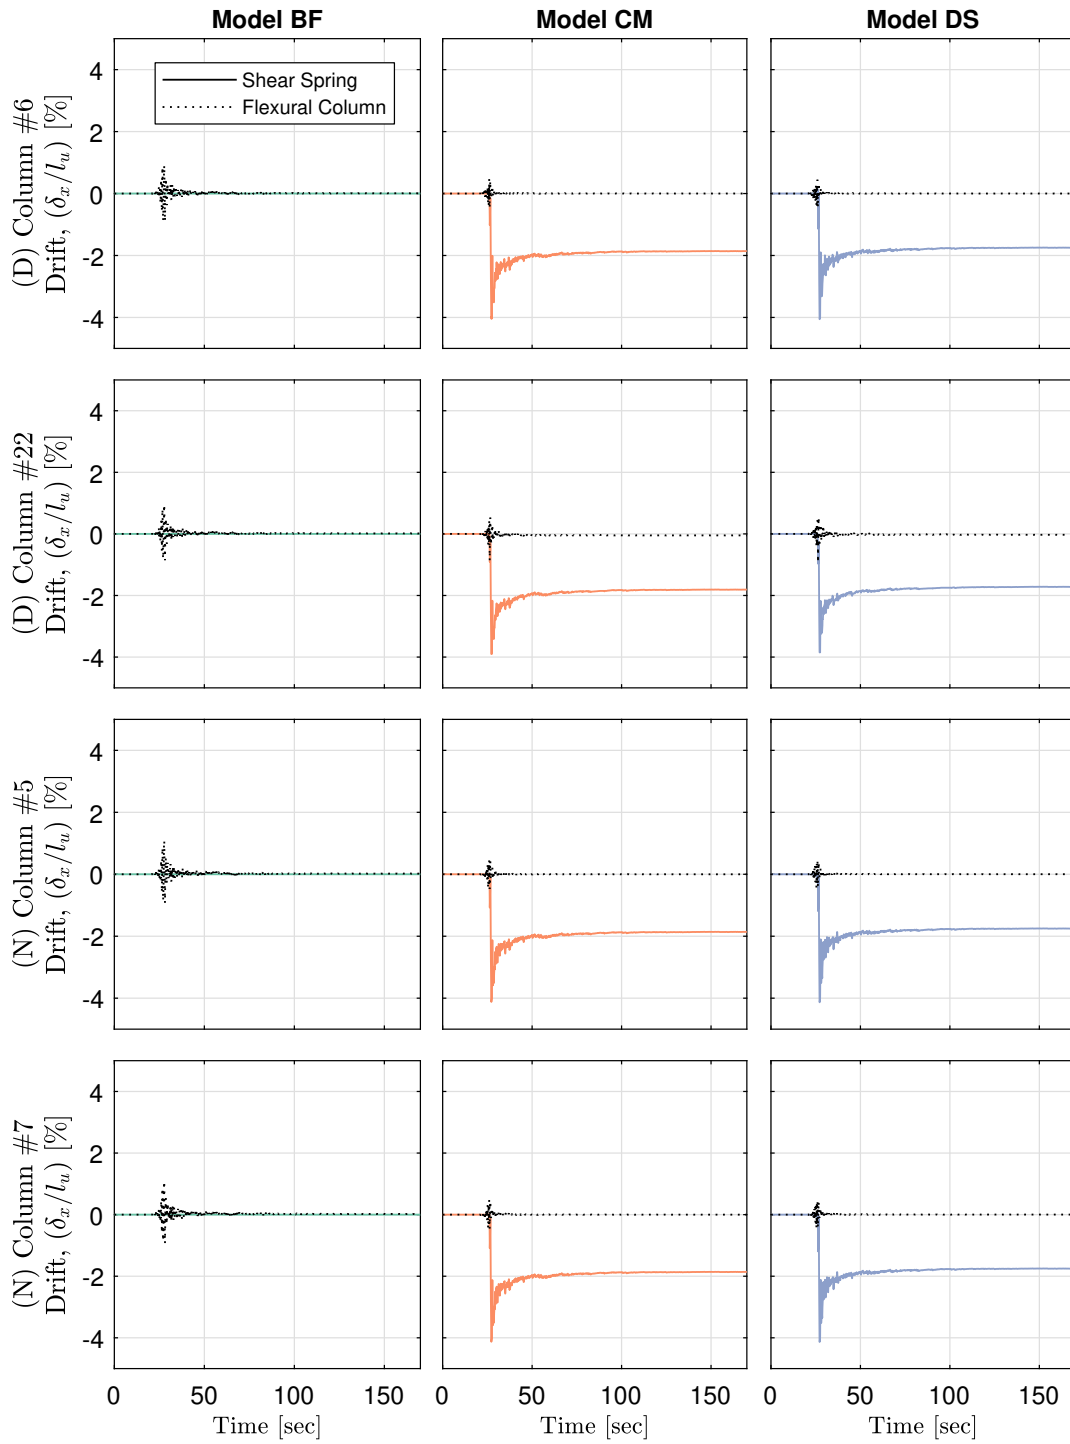 Model BF
Model CM
Model DS
(D) Column #6
Drift, (δₓ/lᵤ) [%]
4
2
0
-2
-4
Shear Spring
Flexural Column
(D) Column #22
Drift, (δₓ/lᵤ) [%]
4
2
0
-2
-4
(N) Column #5
Drift, (δₓ/lᵤ) [%]
4
2
0
-2
-4
(N) Column #7
Drift, (δₓ/lᵤ) [%]
4
2
0
-2
-4
0 50 100 150
Time [sec]
0 50 100 150
Time [sec]
0 50 100 150
Time [sec]